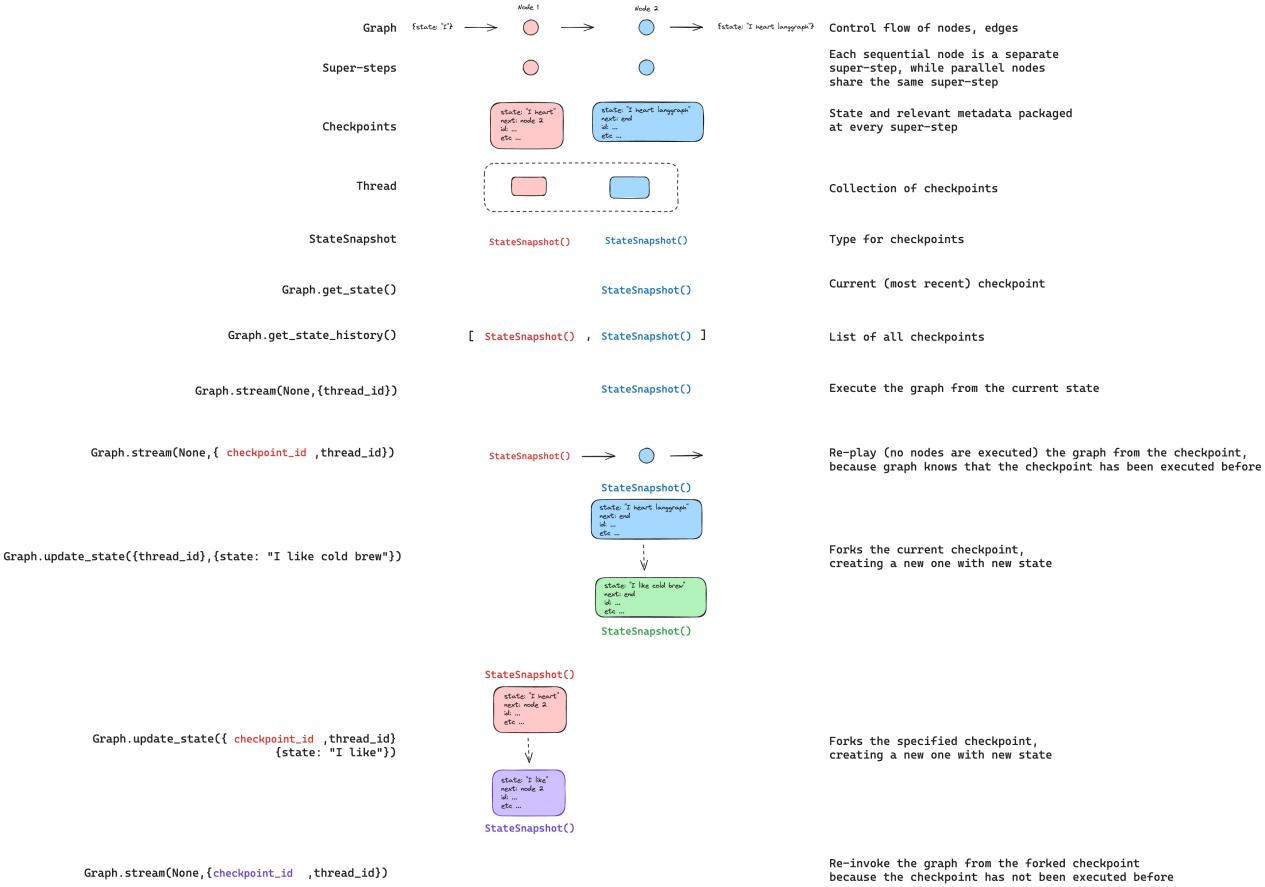 Node 1
Node 2
Graph
{state: "I"}
{state: "I heart langgraph"}
Control flow of nodes, edges
Super-steps
Each sequential node is a separate
super-step, while parallel nodes
share the same super-step
Checkpoints
state: "I heart"
next: node 2
id: ...
etc ...
state: "I heart langgraph"
next: end
id: ...
etc ...
State and relevant metadata packaged
at every super-step
Thread
Collection of checkpoints
StateSnapshot
StateSnapshot()
StateSnapshot()
Type for checkpoints
Graph.get_state()
StateSnapshot()
Current (most recent) checkpoint
Graph.get_state_history()
[ StateSnapshot() , StateSnapshot() ]
List of all checkpoints
Graph.stream(None,{thread_id})
StateSnapshot()
Execute the graph from the current state
Graph.stream(None,{ checkpoint_id ,thread_id})
StateSnapshot()
Re-play (no nodes are executed) the graph from the checkpoint,
because graph knows that the checkpoint has been executed before
StateSnapshot()
state: "I heart langgraph"
next: end
id: ...
etc ...
Graph.update_state({thread_id},{state: "I like cold brew"})
Forks the current checkpoint,
creating a new one with new state
state: "I like cold brew"
next: end
id: ...
etc ...
StateSnapshot()
StateSnapshot()
state: "I heart"
next: node 2
id: ...
etc ...
Graph.update_state({ checkpoint_id ,thread_id}
{state: "I like"})
Forks the specified checkpoint,
creating a new one with new state
state: "I like"
next: node 2
id: ...
etc ...
StateSnapshot()
Graph.stream(None,{checkpoint_id ,thread_id})
Re-invoke the graph from the forked checkpoint
because the checkpoint has not been executed before